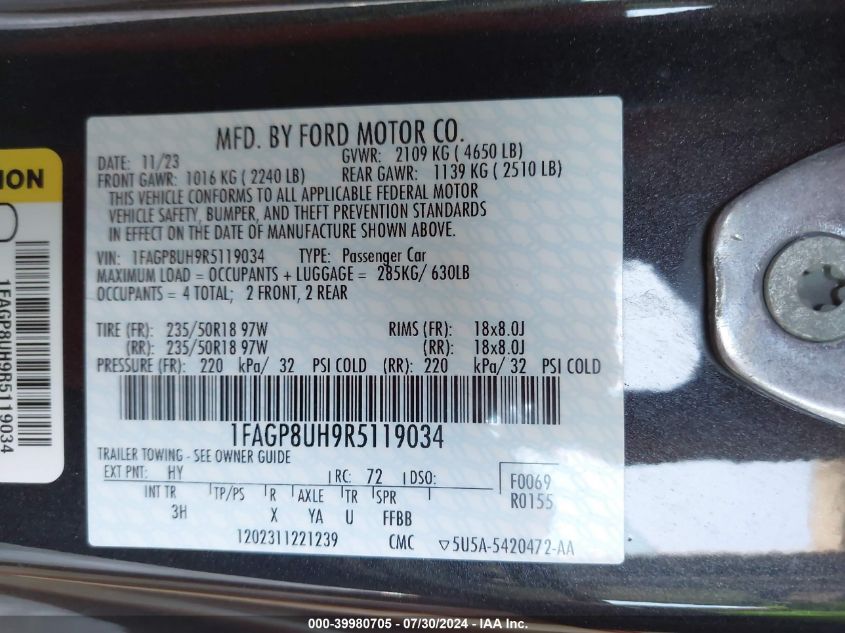 MFD. BY FORD MOTOR CO.
DATE: 11/23 GVWR: 2109 KG ( 4650 LB)
FRONT GAWR: 1016 KG ( 2240 LB) REAR GAWR: 1139 KG ( 2510 LB)
THIS VEHICLE CONFORMS TO ALL APPLICABLE FEDERAL MOTOR
VEHICLE SAFETY, BUMPER, AND THEFT PREVENTION STANDARDS
IN EFFECT ON THE DATE OF MANUFACTURE SHOWN ABOVE.
VIN: 1FAGP8UH9R5119034 TYPE: Passenger Car
MAXIMUM LOAD = OCCUPANTS + LUGGAGE = 285KG/ 630LB
OCCUPANTS = 4 TOTAL; 2 FRONT, 2 REAR
TIRE (FR): 235/50R18 97W RIMS (FR): 18x8.0J
(RR): 235/50R18 97W (RR): 18x8.0J
PRESSURE (FR): 220 kPa/ 32 PSI COLD (RR): 220 kPa/ 32 PSI COLD
1FAGP8UH9R5119034
TRAILER TOWING - SEE OWNER GUIDE
EXT PNT: HY RC: 72 DSO: F0069
INT TR TP/PS R AXLE TR SPR R0155
3H X YA U FFBB
1202311221239 CMC ▽5U5A-5420472-AA
ION
1FAGP8UH9R5119034
000-39980705 - 07/30/2024 - IAA Inc.